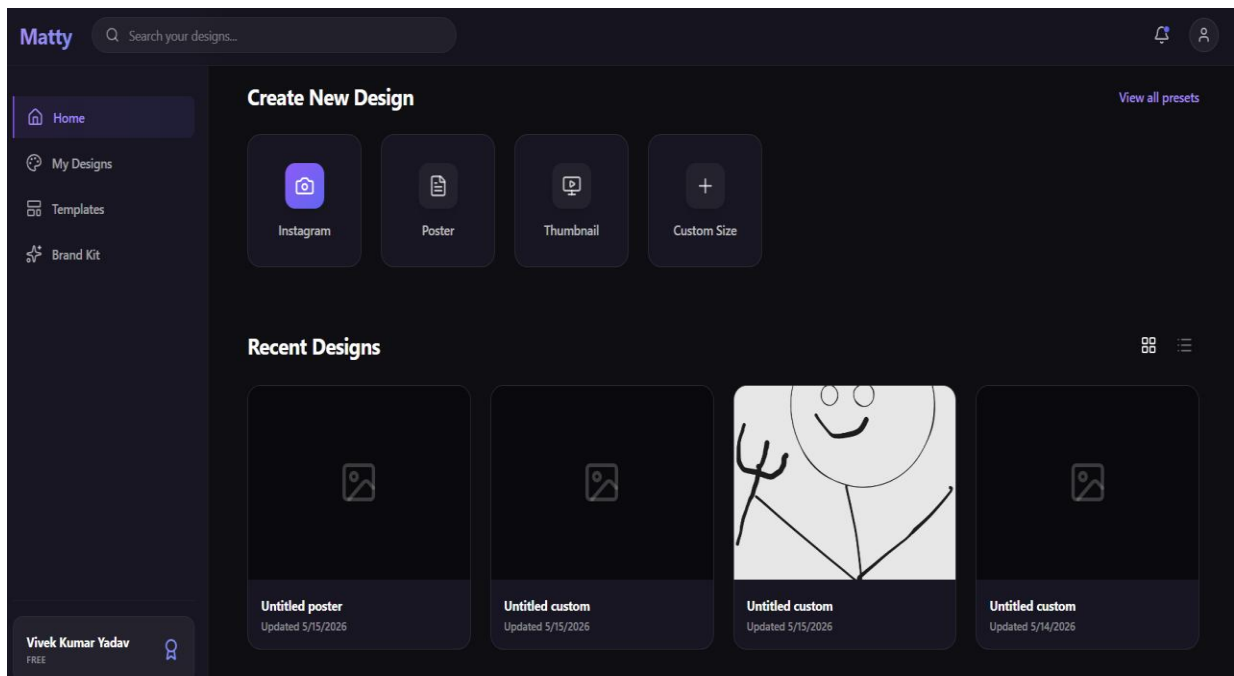 Matty
Search your designs...
Home
My Designs
Templates
Brand Kit
Vivek Kumar Yadav
FREE
Create New Design
View all presets
Instagram
Poster
Thumbnail
Custom Size
Recent Designs
Untitled poster
Updated 5/15/2026
Untitled custom
Updated 5/15/2026
Untitled custom
Updated 5/15/2026
Untitled custom
Updated 5/14/2026